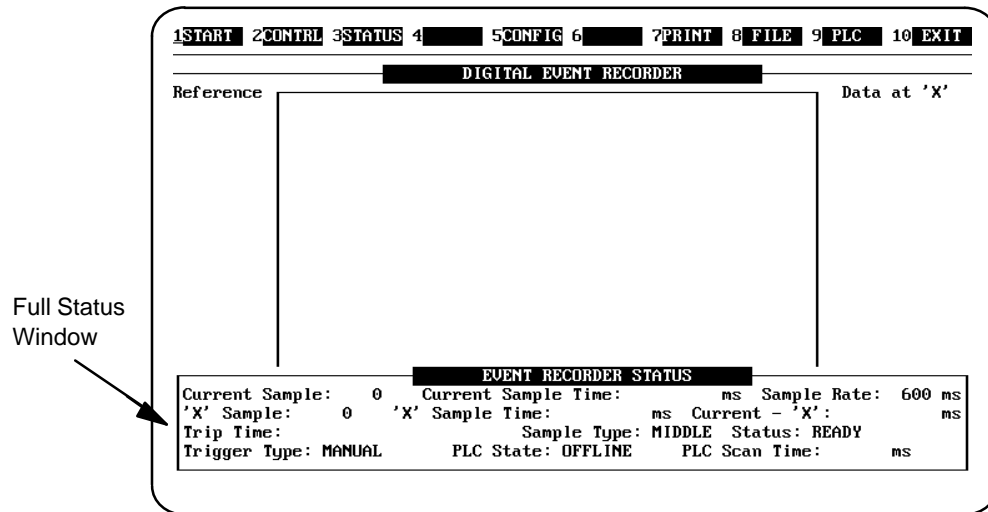 1START 2CONTRL 3STATUS 4 5CONFIG 6 7PRINT 8 FILE 9 PLC 10 EXIT
DIGITAL EVENT RECORDER
Reference Data at 'X'
Full Status
Window
EVENT RECORDER STATUS
Current Sample: 0 Current Sample Time: ms Sample Rate: 600 ms
'X' Sample: 0 'X' Sample Time: ms Current - 'X': ms
Trip Time: Sample Type: MIDDLE Status: READY
Trigger Type: MANUAL PLC State: OFFLINE PLC Scan Time: ms